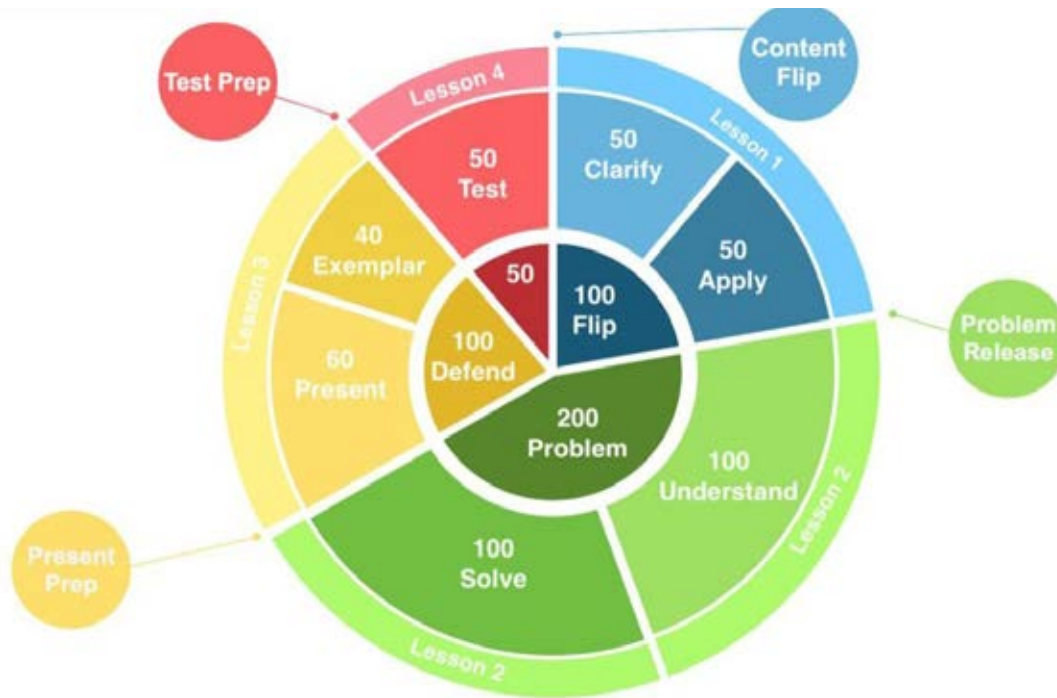 Test Prep
Lesson 4
Content
Flip
Lesson 1
50
Clarify
50
Test
50
Apply
40
Exemplar
50
100
Flip
Lesson 3
100
Defend
60
Present
Problem
Release
200
Problem
100
Understand
Lesson 2
100
Solve
Present
Prep
Lesson 2